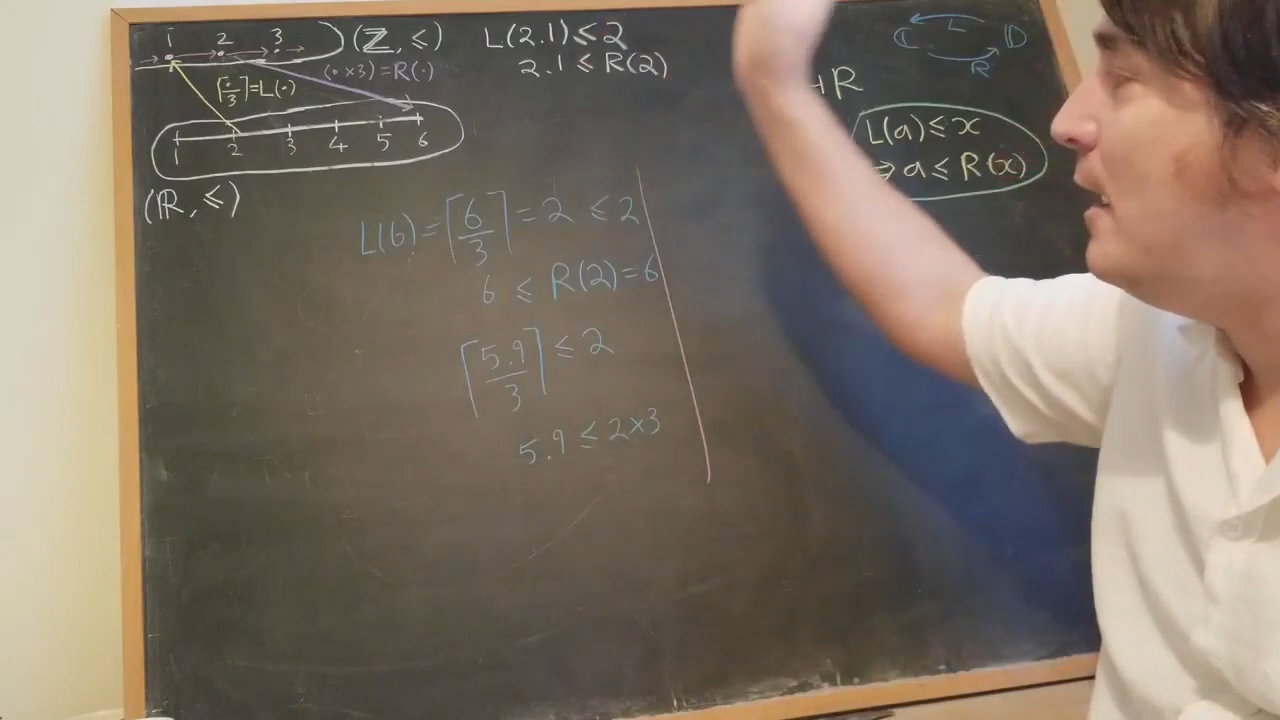 1 2 3 (ℤ, ≤)
⌈·/3⌉=L(·) (· ×3) = R(·)
1 2 3 4 5 6
(ℝ, ≤)
L(2.1) ≤ 2
2.1 ≤ R(2)
L(6) = ⌈6/3⌉ = 2 ≤ 2
6 ≤ R(2) = 6
⌈5.9/3⌉ ≤ 2
5.9 ≤ 2×3
L
ℂ 𝔻
R
⊣R
L(a) ≤ x
⇒ a ≤ R(x)